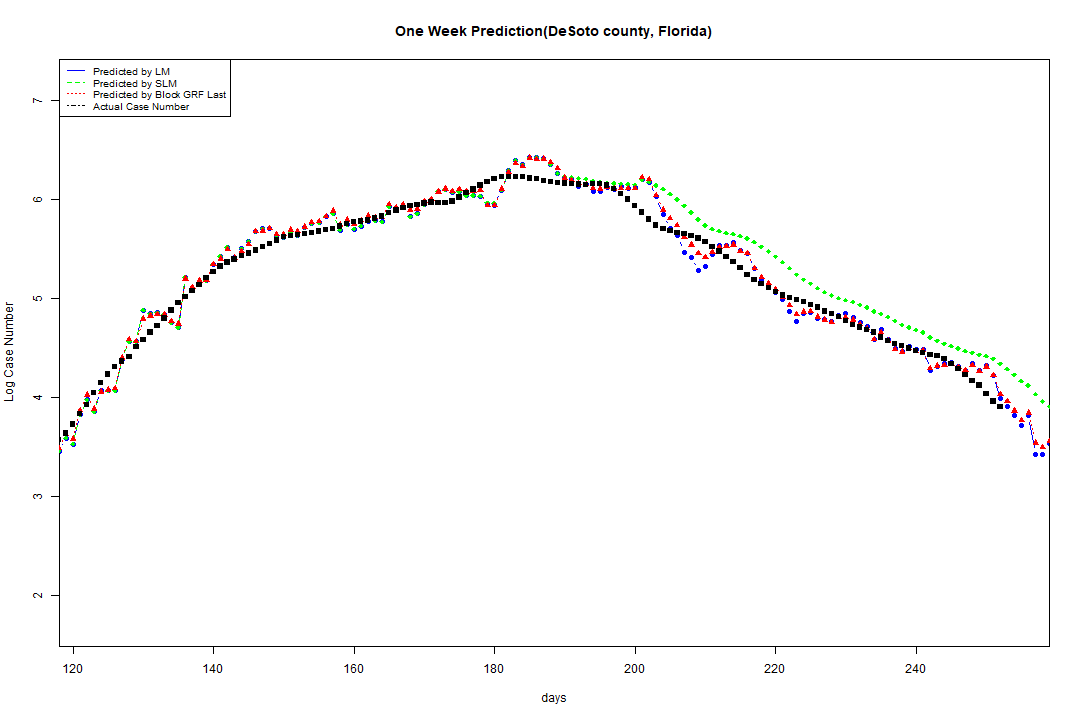 One Week Prediction(DeSoto county, Florida)
Predicted by LM
Predicted by SLM
Predicted by Block GRF Last
Actual Case Number
7
6
5
4
3
2
Log Case Number
120 140 160 180 200 220 240
days